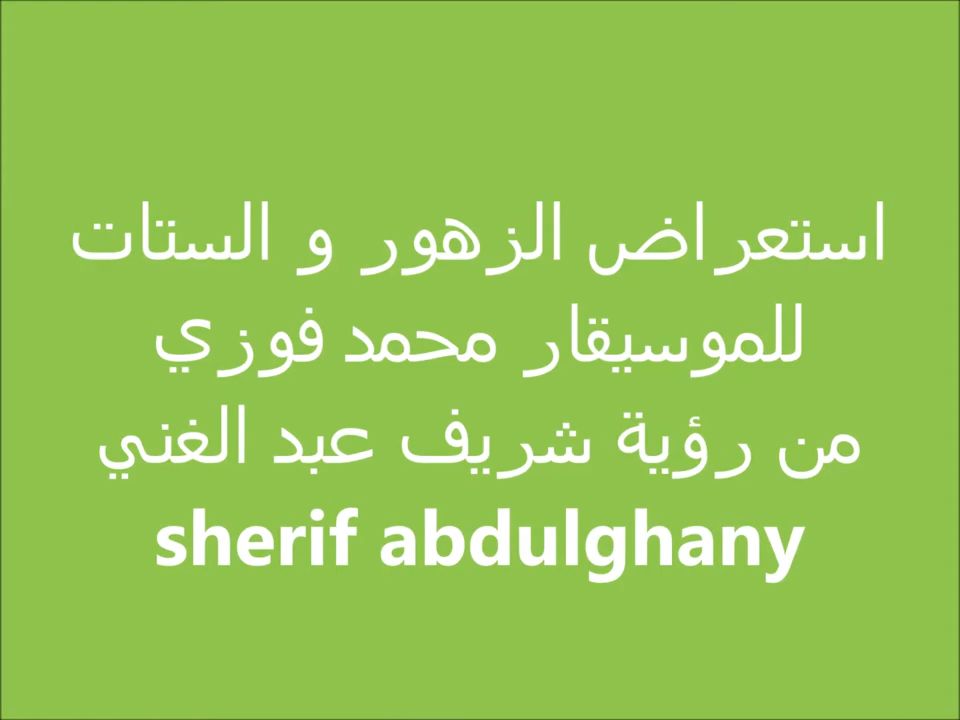 استعراض الزهور و الستات
للموسيقار محمد فوزي
من رؤية شريف عبد الغني
sherif abdulghany